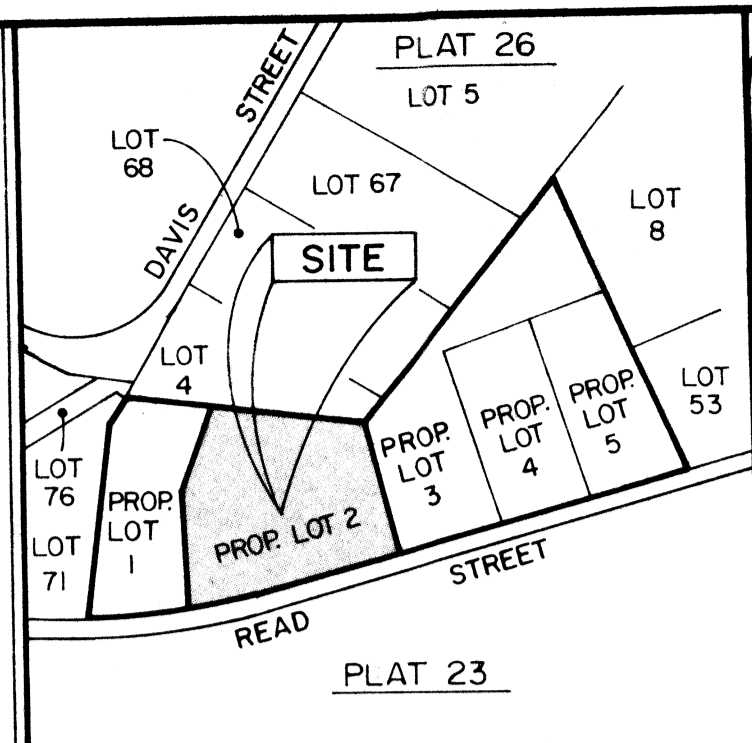 PLAT 26
LOT 5
DAVIS STREET
LOT
68
LOT 67
LOT
8
SITE
LOT
4
LOT
53
LOT
76
LOT
71
PROP.
LOT
1
PROP. LOT 2
PROP.
LOT
3
PROP.
LOT
4
PROP.
LOT
5
READ STREET
PLAT 23